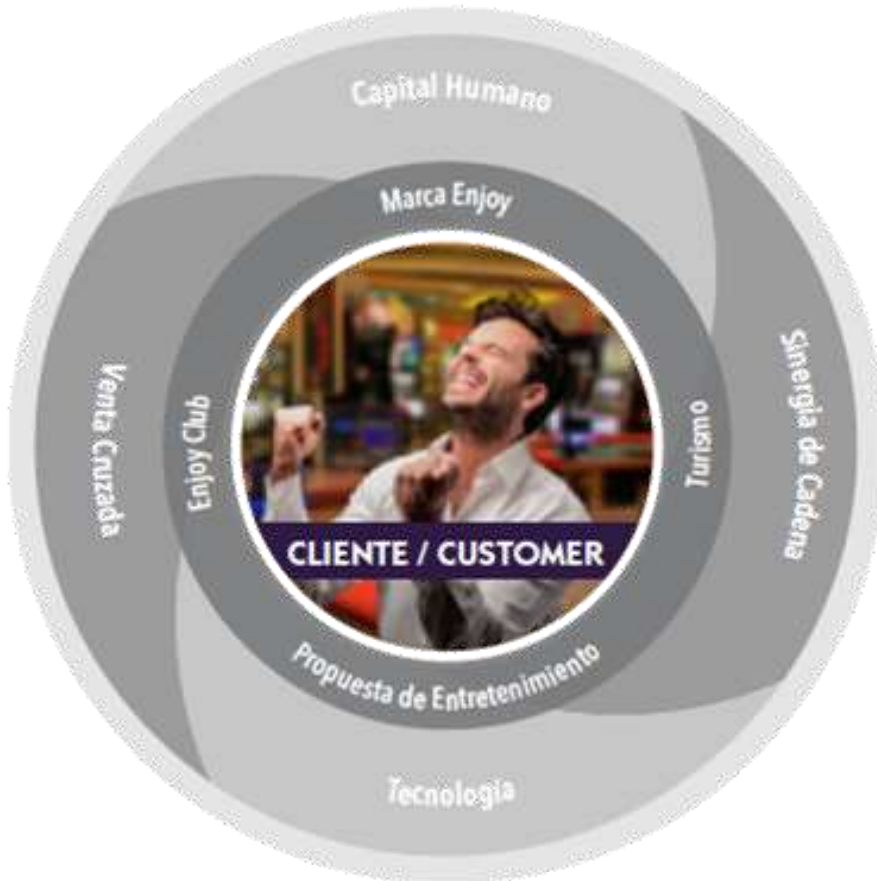 Capital Humano
Marca Enjoy
Venta Cruzada
Enjoy Club
CLIENTE / CUSTOMER
Turismo
Sinergia de Cadena
Propuesta de Entretenimiento
Tecnología